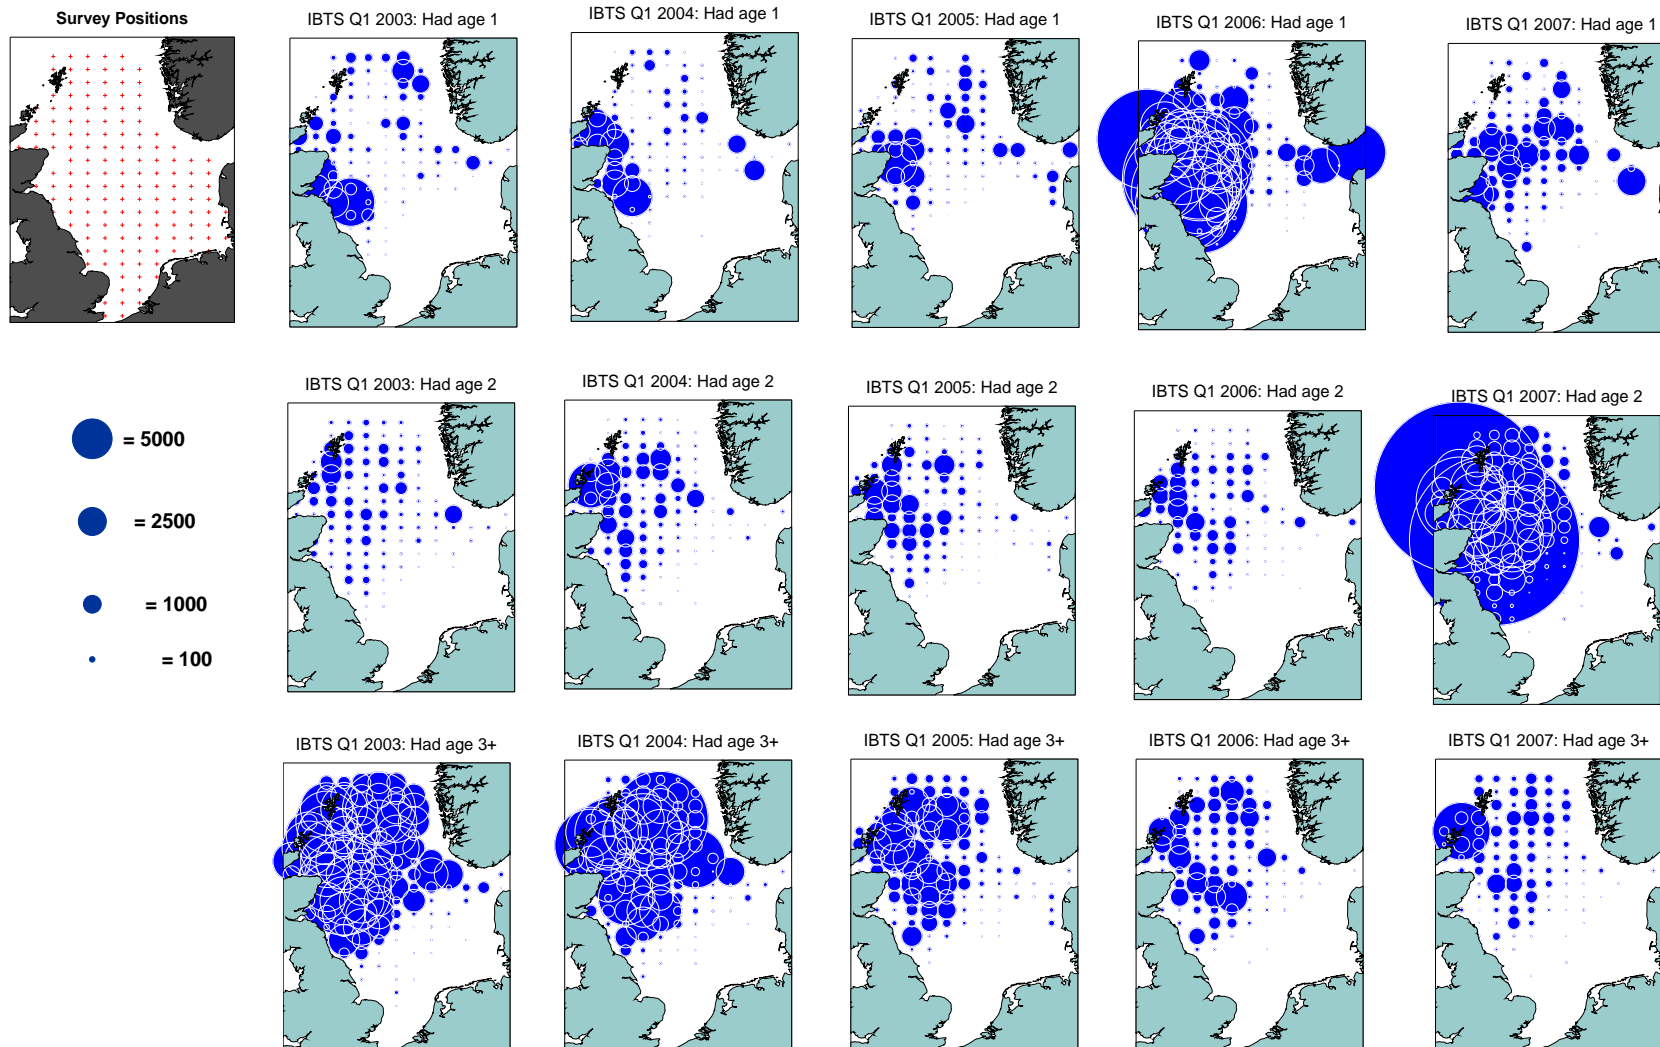 Survey Positions
IBTS Q1 2003: Had age 1
IBTS Q1 2004: Had age 1
IBTS Q1 2005: Had age 1
IBTS Q1 2006: Had age 1
IBTS Q1 2007: Had age 1
= 5000
= 2500
= 1000
= 100
IBTS Q1 2003: Had age 2
IBTS Q1 2004: Had age 2
IBTS Q1 2005: Had age 2
IBTS Q1 2006: Had age 2
IBTS Q1 2007: Had age 2
IBTS Q1 2003: Had age 3+
IBTS Q1 2004: Had age 3+
IBTS Q1 2005: Had age 3+
IBTS Q1 2006: Had age 3+
IBTS Q1 2007: Had age 3+